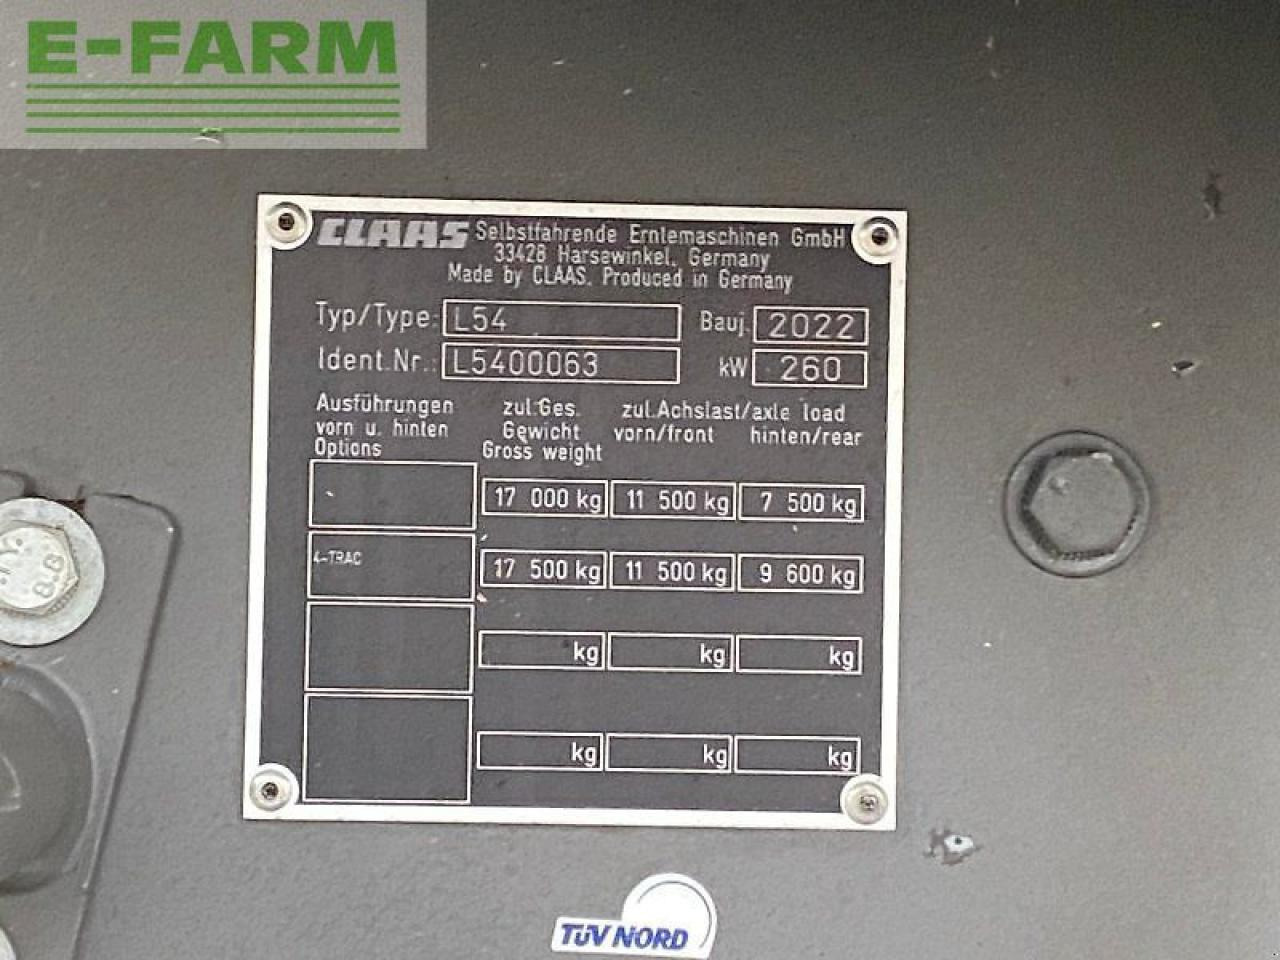 E-FARM
CLAAS Selbstfahrende Erntemaschinen GmbH
33428 Harsewinkel, Germany
Made by CLAAS. Produced in Germany
Typ/Type: L54 Bauj. 2022
Ident.Nr.: L5400063 kW 260
Ausführungen zul.Ges. zul.Achslast/axle load
vorn u. hinten Gewicht vorn/front hinten/rear
Options Gross weight
17 000 kg 11 500 kg 7 500 kg
4-TRAC 17 500 kg 11 500 kg 9 600 kg
kg kg kg
kg kg kg
8.8
TÜV NORD